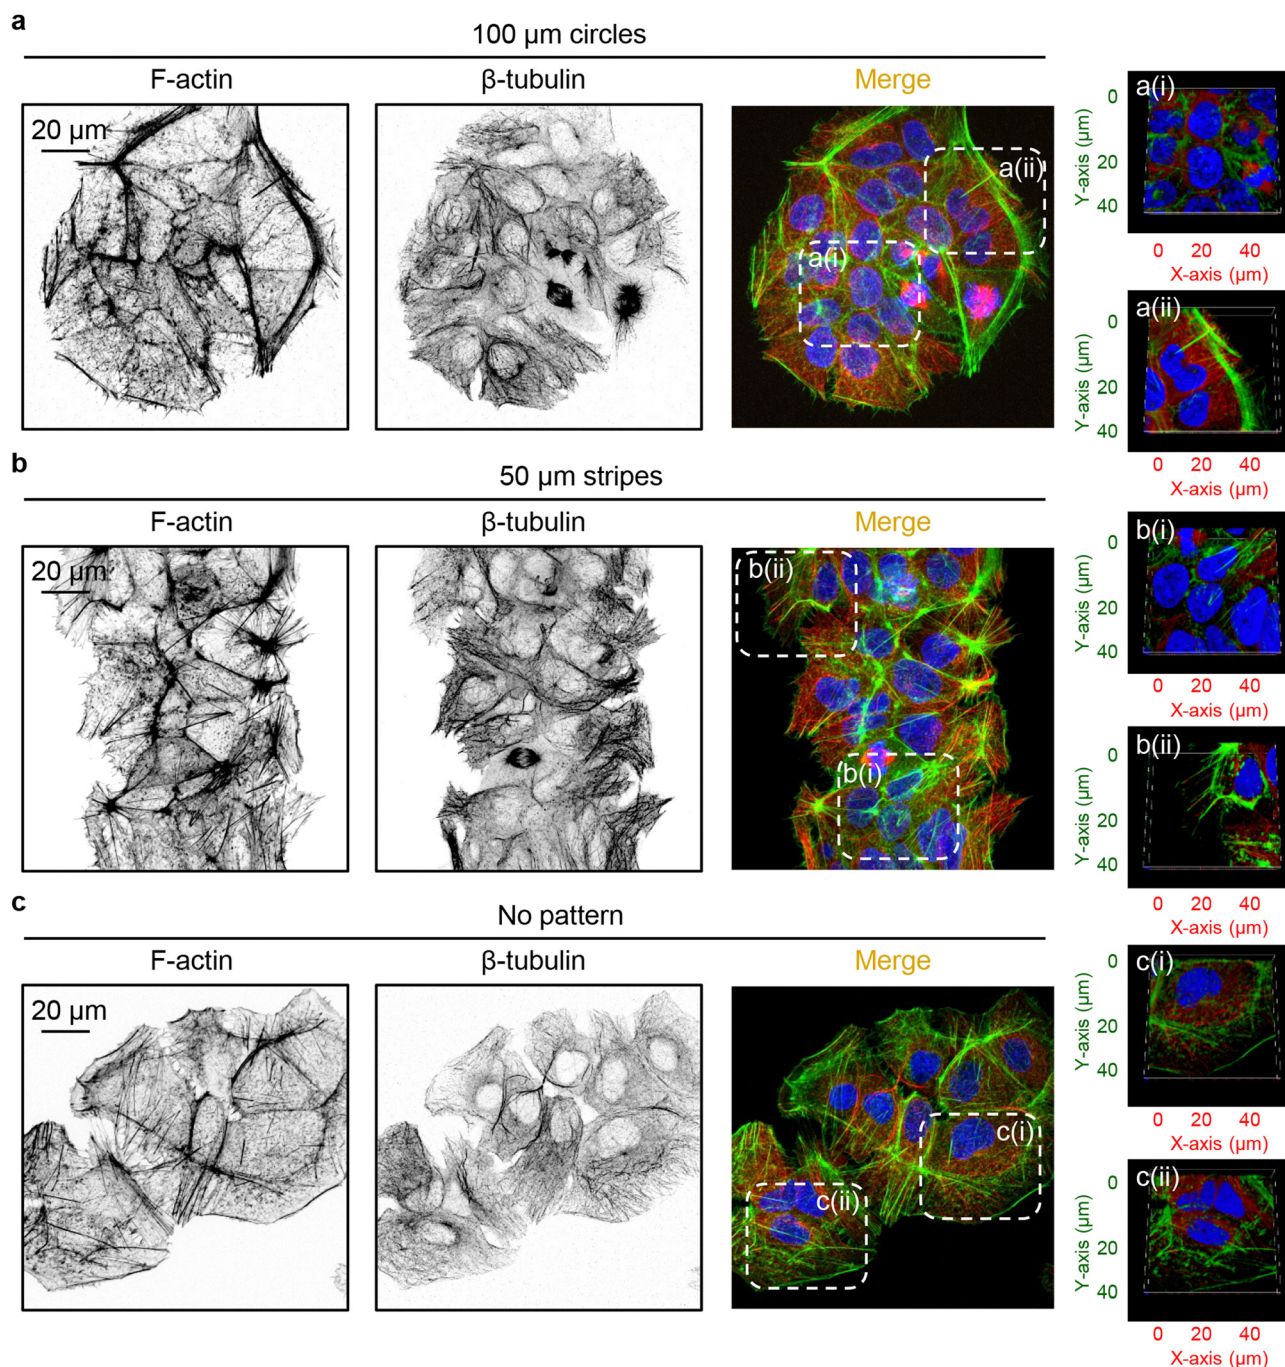 a
100 µm circles
F-actin
β-tubulin
Merge
20 µm
a(ii)
a(i)
a(i)
0
20
40
Y-axis (µm)
0 20 40
X-axis (µm)
a(ii)
0
20
40
Y-axis (µm)
0 20 40
X-axis (µm)
b
50 µm stripes
F-actin
β-tubulin
Merge
20 µm
b(ii)
b(i)
b(i)
0
20
40
Y-axis (µm)
0 20 40
X-axis (µm)
b(ii)
0
20
40
Y-axis (µm)
0 20 40
X-axis (µm)
c
No pattern
F-actin
β-tubulin
Merge
20 µm
c(i)
c(ii)
c(i)
0
20
40
Y-axis (µm)
0 20 40
X-axis (µm)
c(ii)
0
20
40
Y-axis (µm)
0 20 40
X-axis (µm)